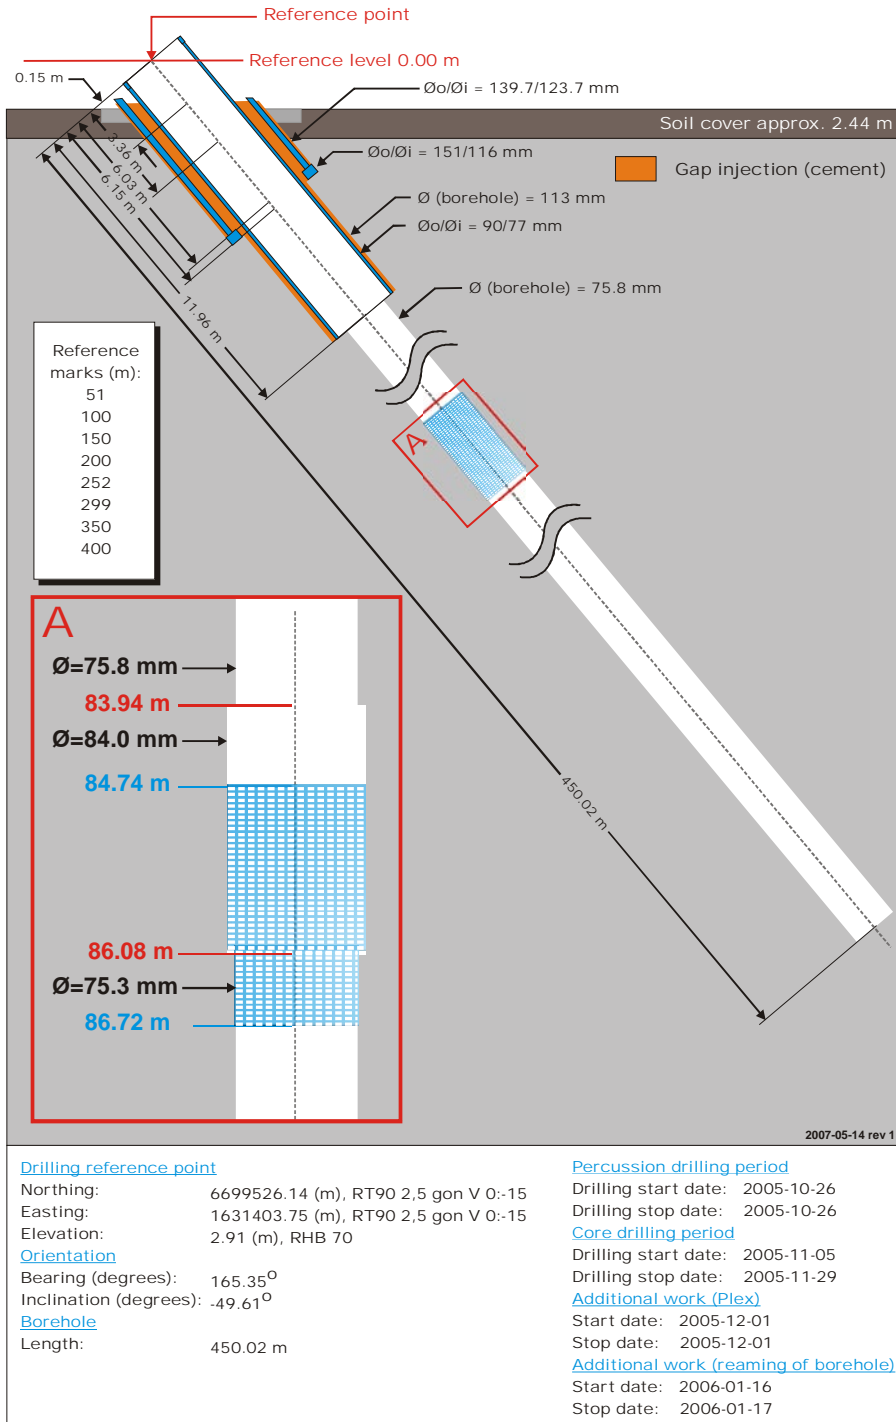 Reference point
Reference level 0.00 m
0.15 m
Øo/Øi = 139.7/123.7 mm
Soil cover approx. 2.44 m
3.36 m
6.03 m
6.15 m
11.96 m
Øo/Øi = 151/116 mm
Gap injection (cement)
Ø (borehole) = 113 mm
Øo/Øi = 90/77 mm
Ø (borehole) = 75.8 mm
Reference
marks (m):
51
100
150
200
252
299
350
400
A
450.02 m
A
Ø=75.8 mm
83.94 m
Ø=84.0 mm
84.74 m
86.08 m
Ø=75.3 mm
86.72 m
2007-05-14 rev 1
Drilling reference point
Northing: 6699526.14 (m), RT90 2,5 gon V 0:-15
Easting: 1631403.75 (m), RT90 2,5 gon V 0:-15
Elevation: 2.91 (m), RHB 70
Orientation
Bearing (degrees): 165.35°
Inclination (degrees): -49.61°
Borehole
Length: 450.02 m
Percussion drilling period
Drilling start date: 2005-10-26
Drilling stop date: 2005-10-26
Core drilling period
Drilling start date: 2005-11-05
Drilling stop date: 2005-11-29
Additional work (Plex)
Start date: 2005-12-01
Stop date: 2005-12-01
Additional work (reaming of borehole)
Start date: 2006-01-16
Stop date: 2006-01-17